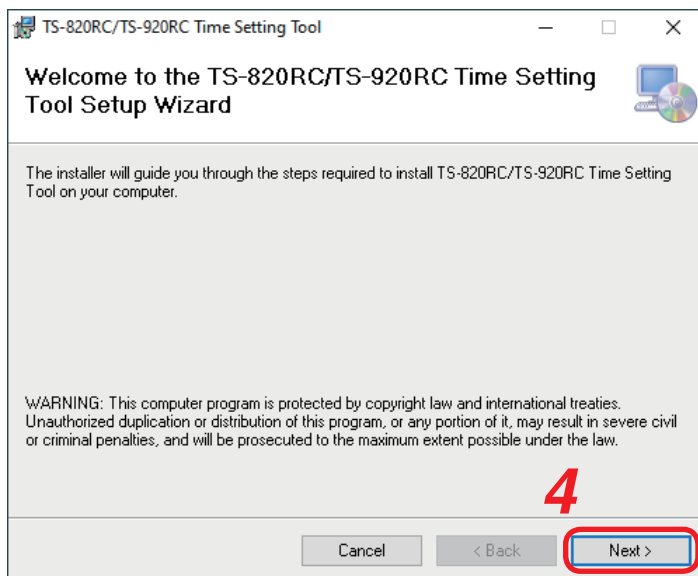 TS-820RC/TS-920RC Time Setting Tool
Welcome to the TS-820RC/TS-920RC Time Setting
Tool Setup Wizard
The installer will guide you through the steps required to install TS-820RC/TS-920RC Time Setting
Tool on your computer.
WARNING: This computer program is protected by copyright law and international treaties.
Unauthorized duplication or distribution of this program, or any portion of it, may result in severe civil
or criminal penalties, and will be prosecuted to the maximum extent possible under the law.
4
Cancel < Back Next >